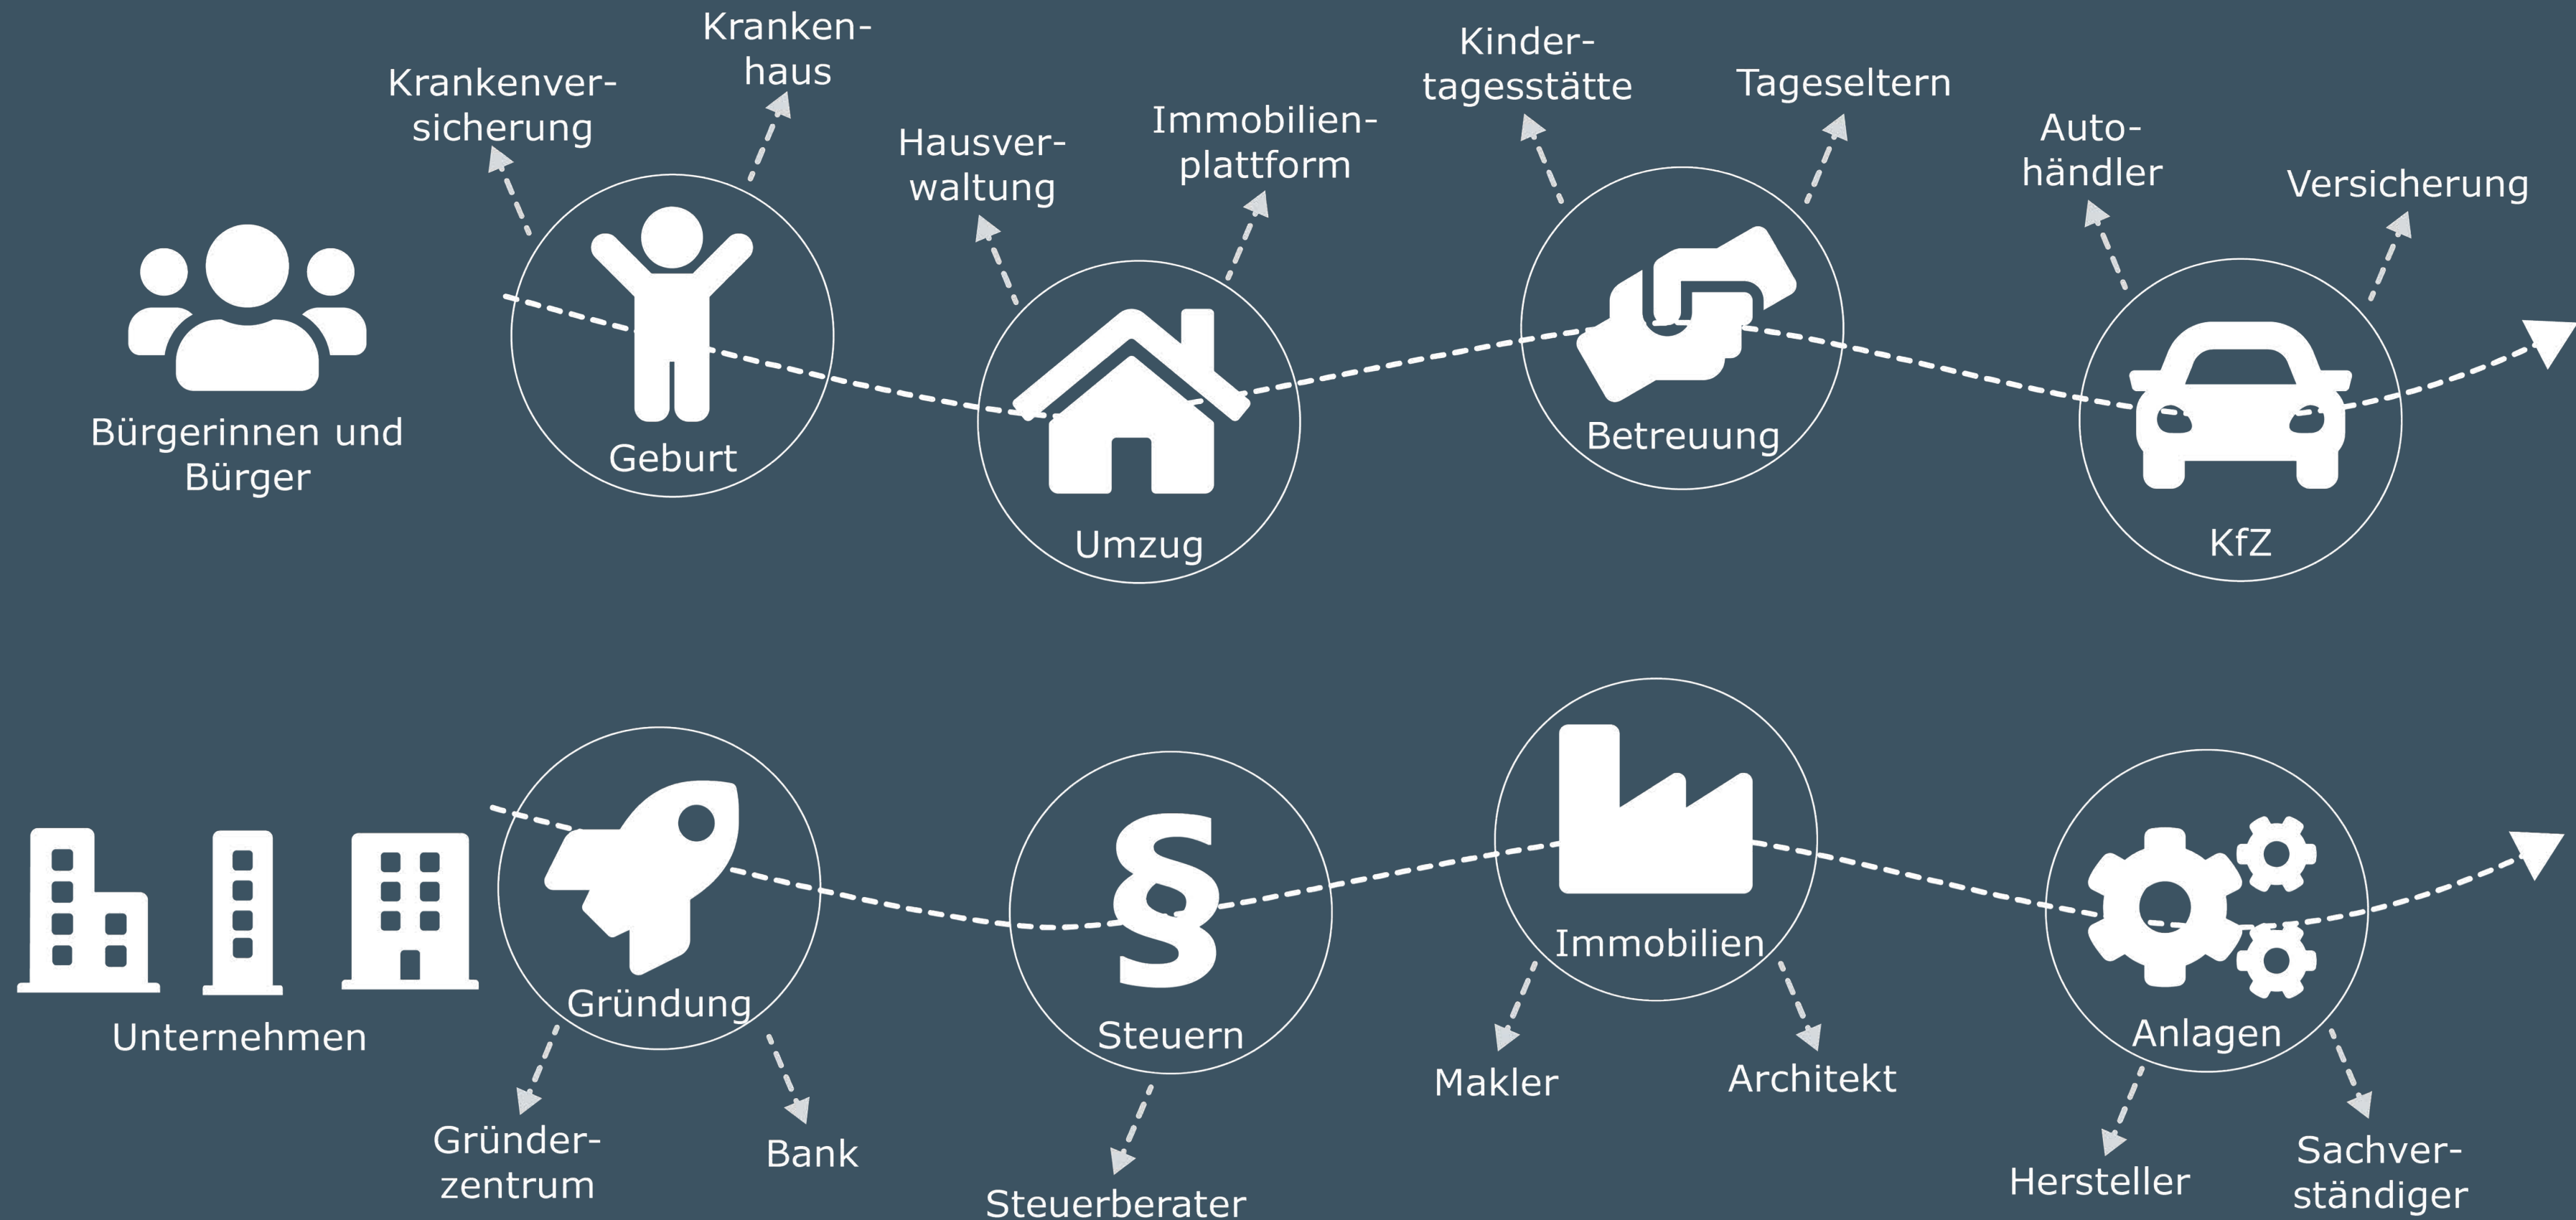 Kranken-
haus
Krankenver-
sicherung
Hausver-
waltung
Immobilien-
plattform
Kinder-
tagesstätte
Tageseltern
Auto-
händler
Versicherung
Bürgerinnen und
Bürger
Geburt
Umzug
Betreuung
KfZ
Unternehmen
Gründung
Steuern
Immobilien
Anlagen
Gründer-
zentrum
Bank
Steuerberater
Makler
Architekt
Hersteller
Sachver-
ständiger